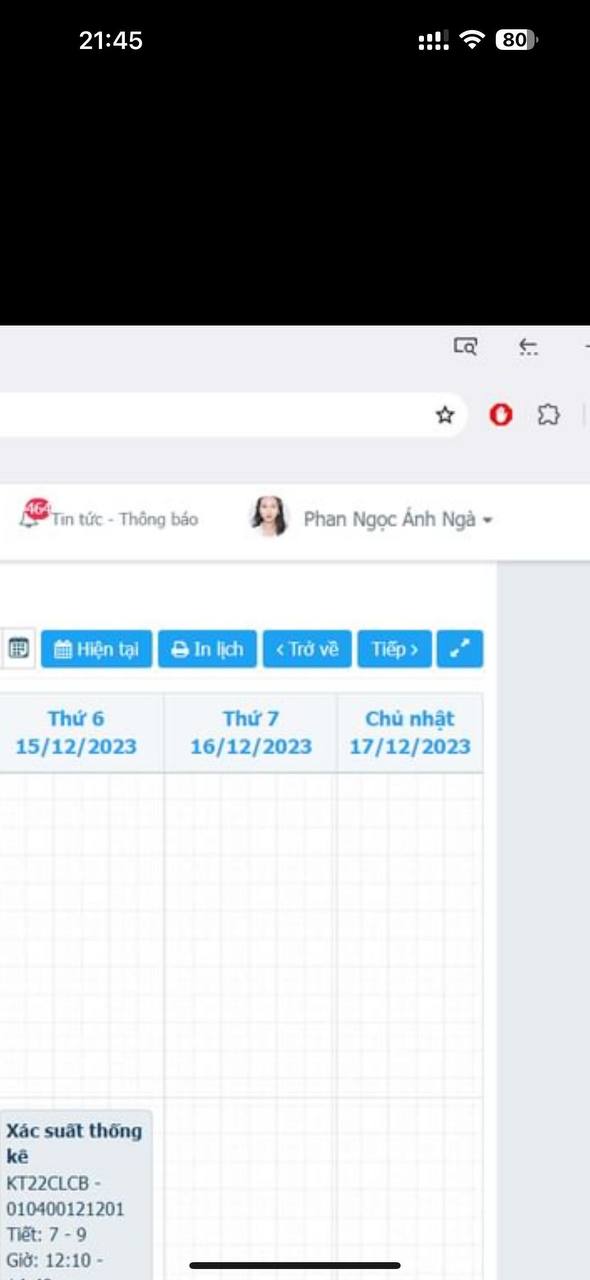 21:45
80
464
Tin tức - Thông báo
Phan Ngọc Ánh Ngà
Hiện tại
In lịch
‹ Trở về
Tiếp ›
Thứ 6
15/12/2023
Thứ 7
16/12/2023
Chủ nhật
17/12/2023
Xác suất thống
kê
KT22CLCB -
010400121201
Tiết: 7 - 9
Giờ: 12:10 -